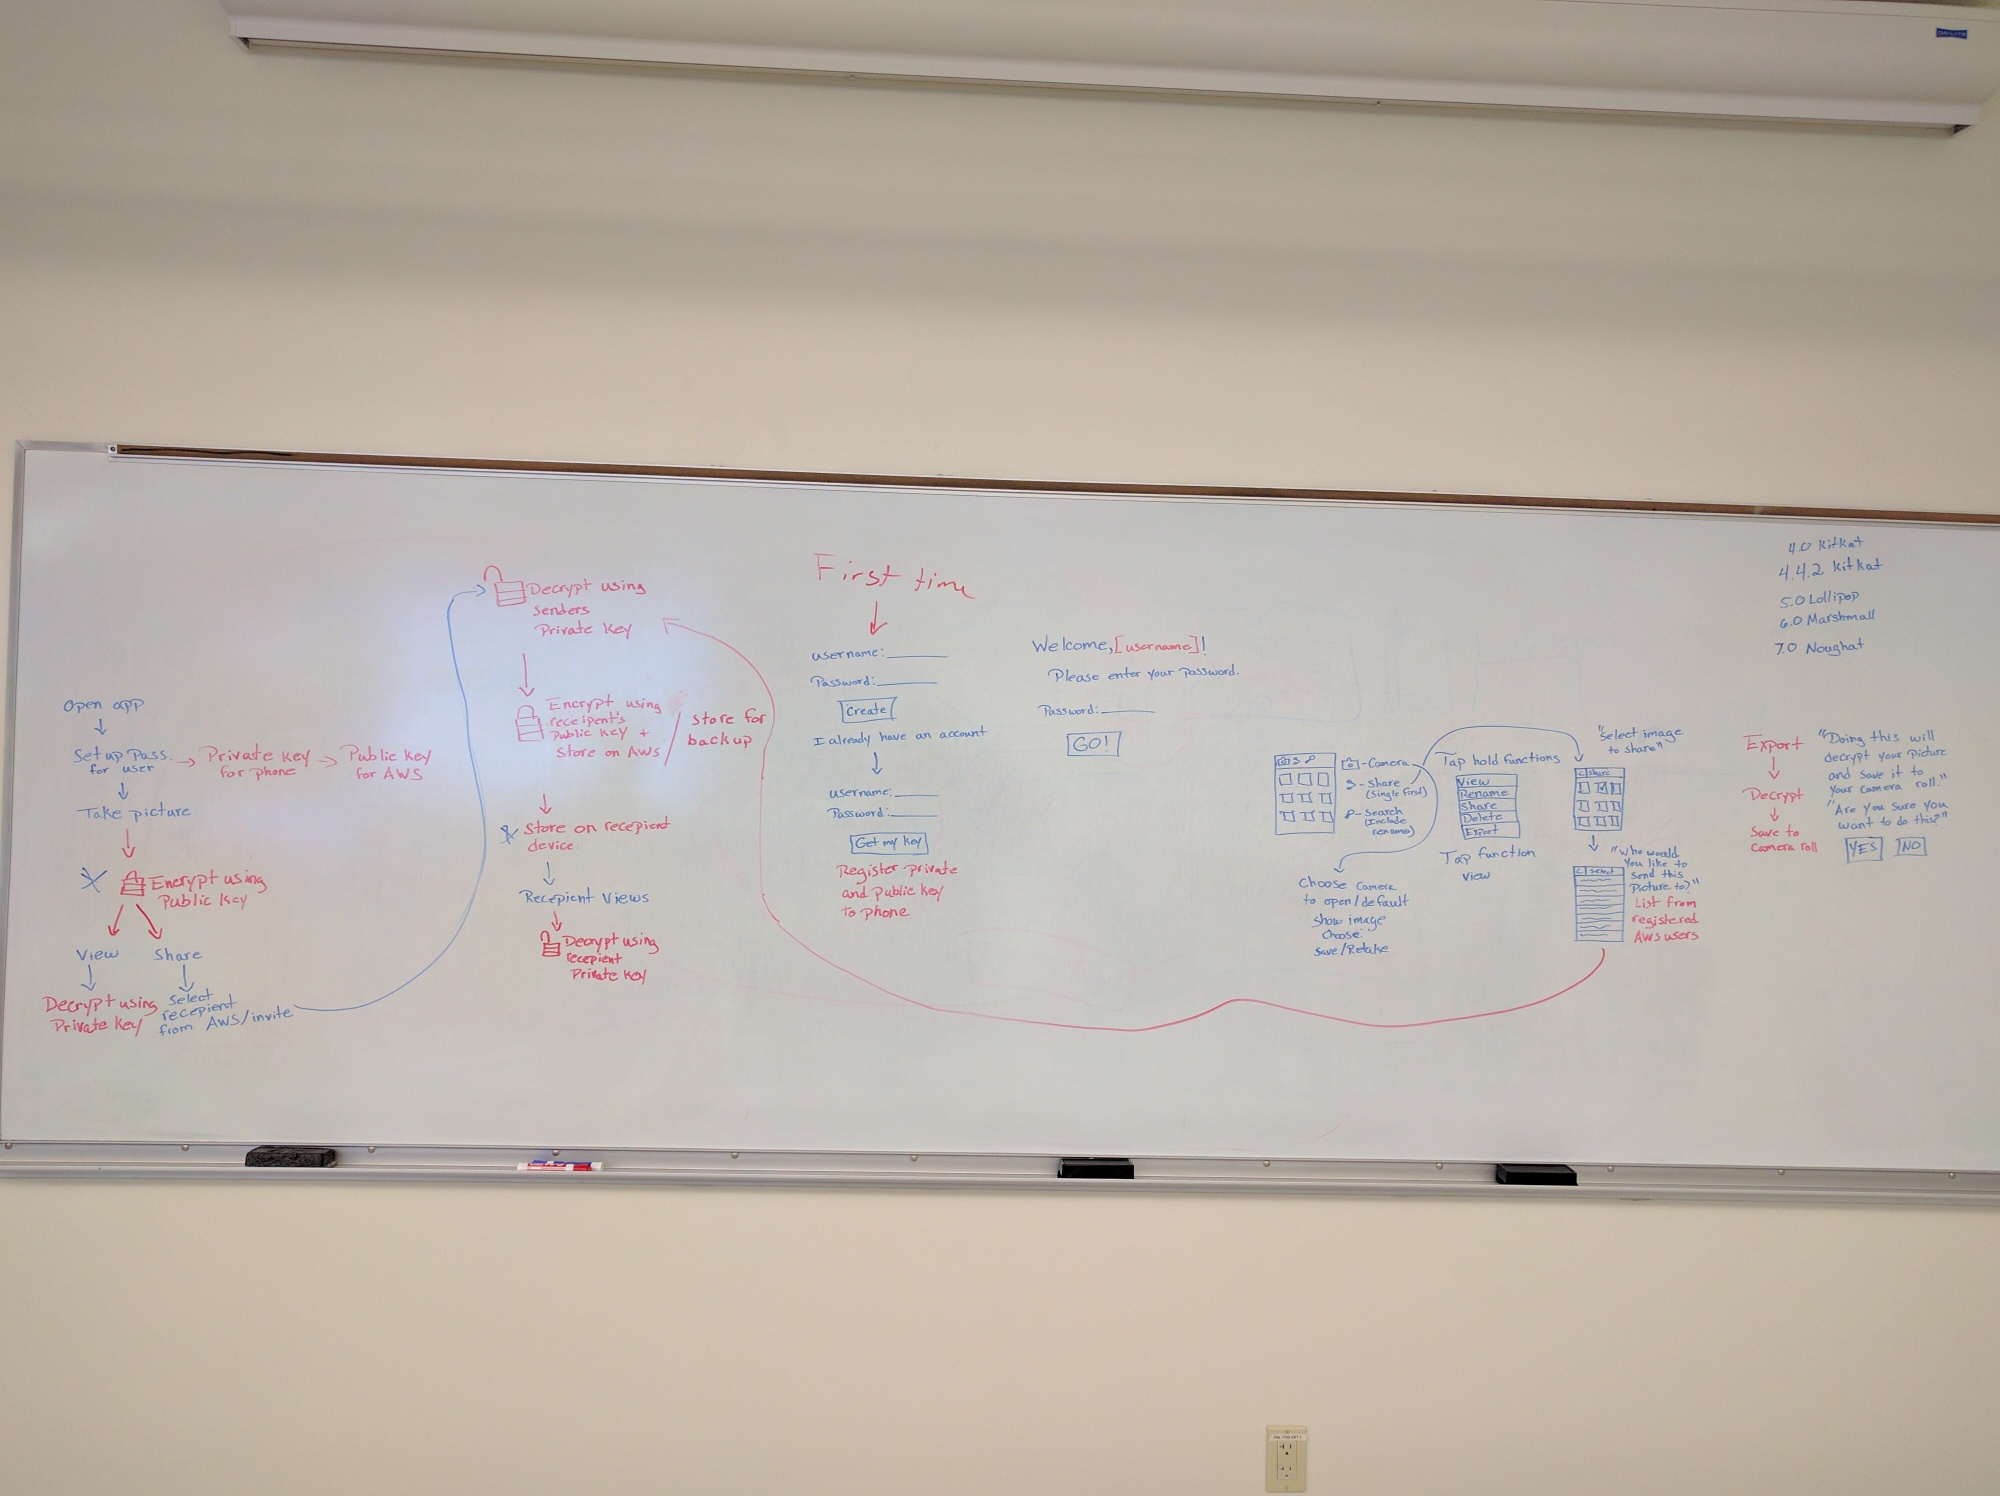 DA-LITE
Open app
Set up Pass.
for user
Private key
for phone
Public key
for AWS
Take picture
Encrypt using
Public key
View
Share
Decrypt using
Private key
Select
recepient
from AWS/invite
Decrypt using
senders
Private key
Encrypt using
receipent's
Public key +
Store on AWS
/ Store for
backup
Store on recepient
device
Recepient Views
Decrypt using
recepient
Private key
First time
username:
Password:
Create
I already have an account
username:
Password:
Get my key
Register private
and public key
to phone
Welcome, [username]!
Please enter your password.
Password:
GO!
- Camera
- Share
(Single first)
- Search
(Include
rename)
Choose camera
to open/default
Show image
Choose:
Save/Retake
Tap hold functions
View
Rename
Share
Delete
Export
Tap function
view
"Select image
to share"
< Share
"Who would
you like to
send this
Picture to?"
< Select
List from
registered
AWS users
4.0 kitkat
4.4.2 kitkat
5.0 Lollipop
6.0 Marshmall
7.0 Noughat
Export
Decrypt
Save to
camera roll
"Doing this will
decrypt your picture
and save it to
your camera roll."
"Are you sure you
want to do this?"
YES
NO